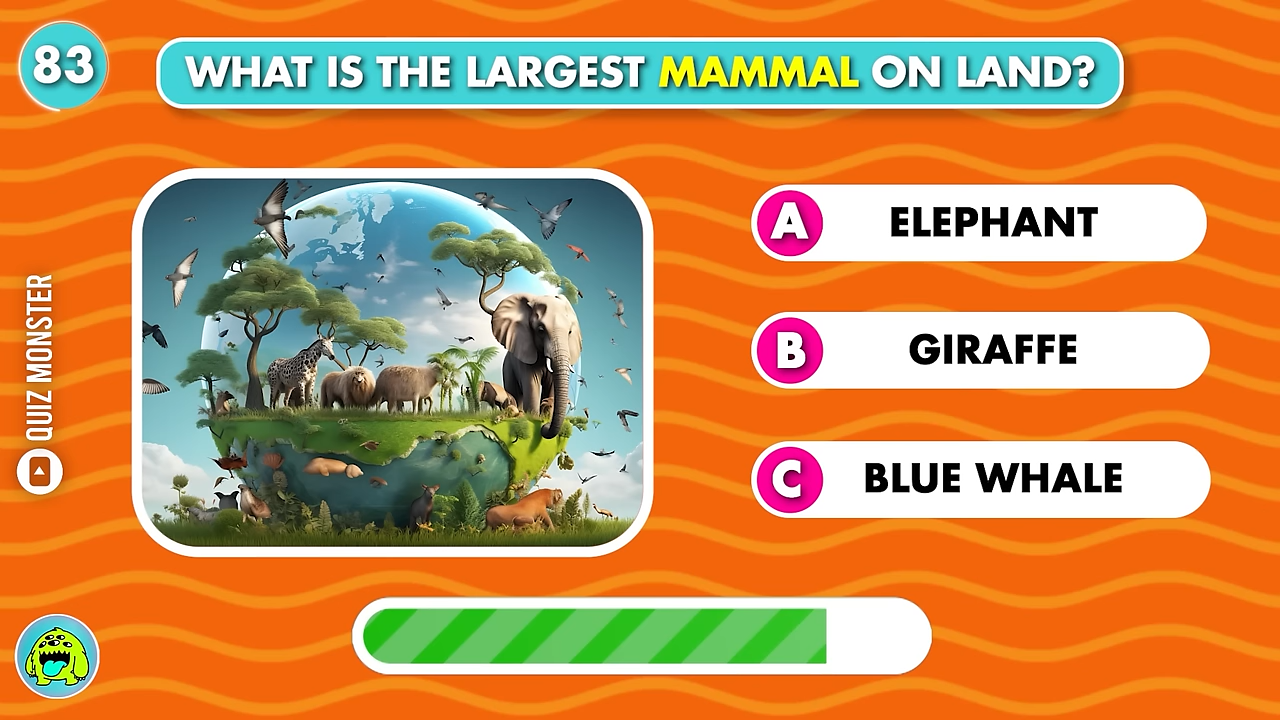 83
WHAT IS THE LARGEST MAMMAL ON LAND?
A ELEPHANT
B GIRAFFE
C BLUE WHALE
QUIZ MONSTER